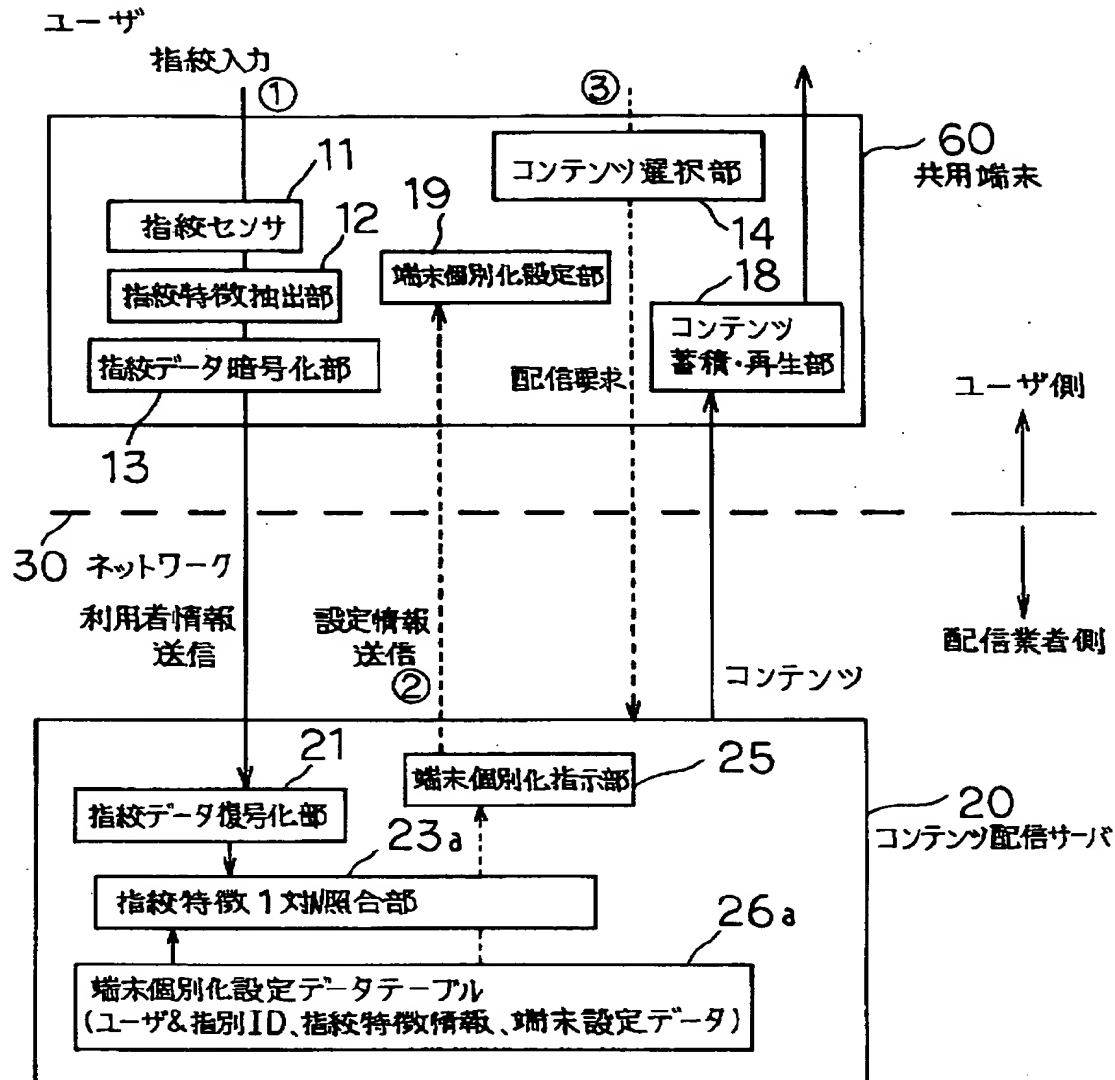 ユーザ
指紋入力
①
③
60
共用端末
11
指紋センサ
12
指紋特徴抽出部
指紋データ暗号化部
13
19
端末個別化設定部
コンテンツ選択部
14
18
コンテンツ
蓄積・再生部
配信要求
ユーザ側
30 ネットワーク
利用者情報
送信
設定情報
送信
②
コンテンツ
配信業者側
21
指紋データ復号化部
端末個別化指示部
25
20
コンテンツ配信サーバ
23a
指紋特徴1対N照合部
26a
端末個別化設定データテーブル
(ユーザ&指別ID、指紋特徴情報、端末設定データ)